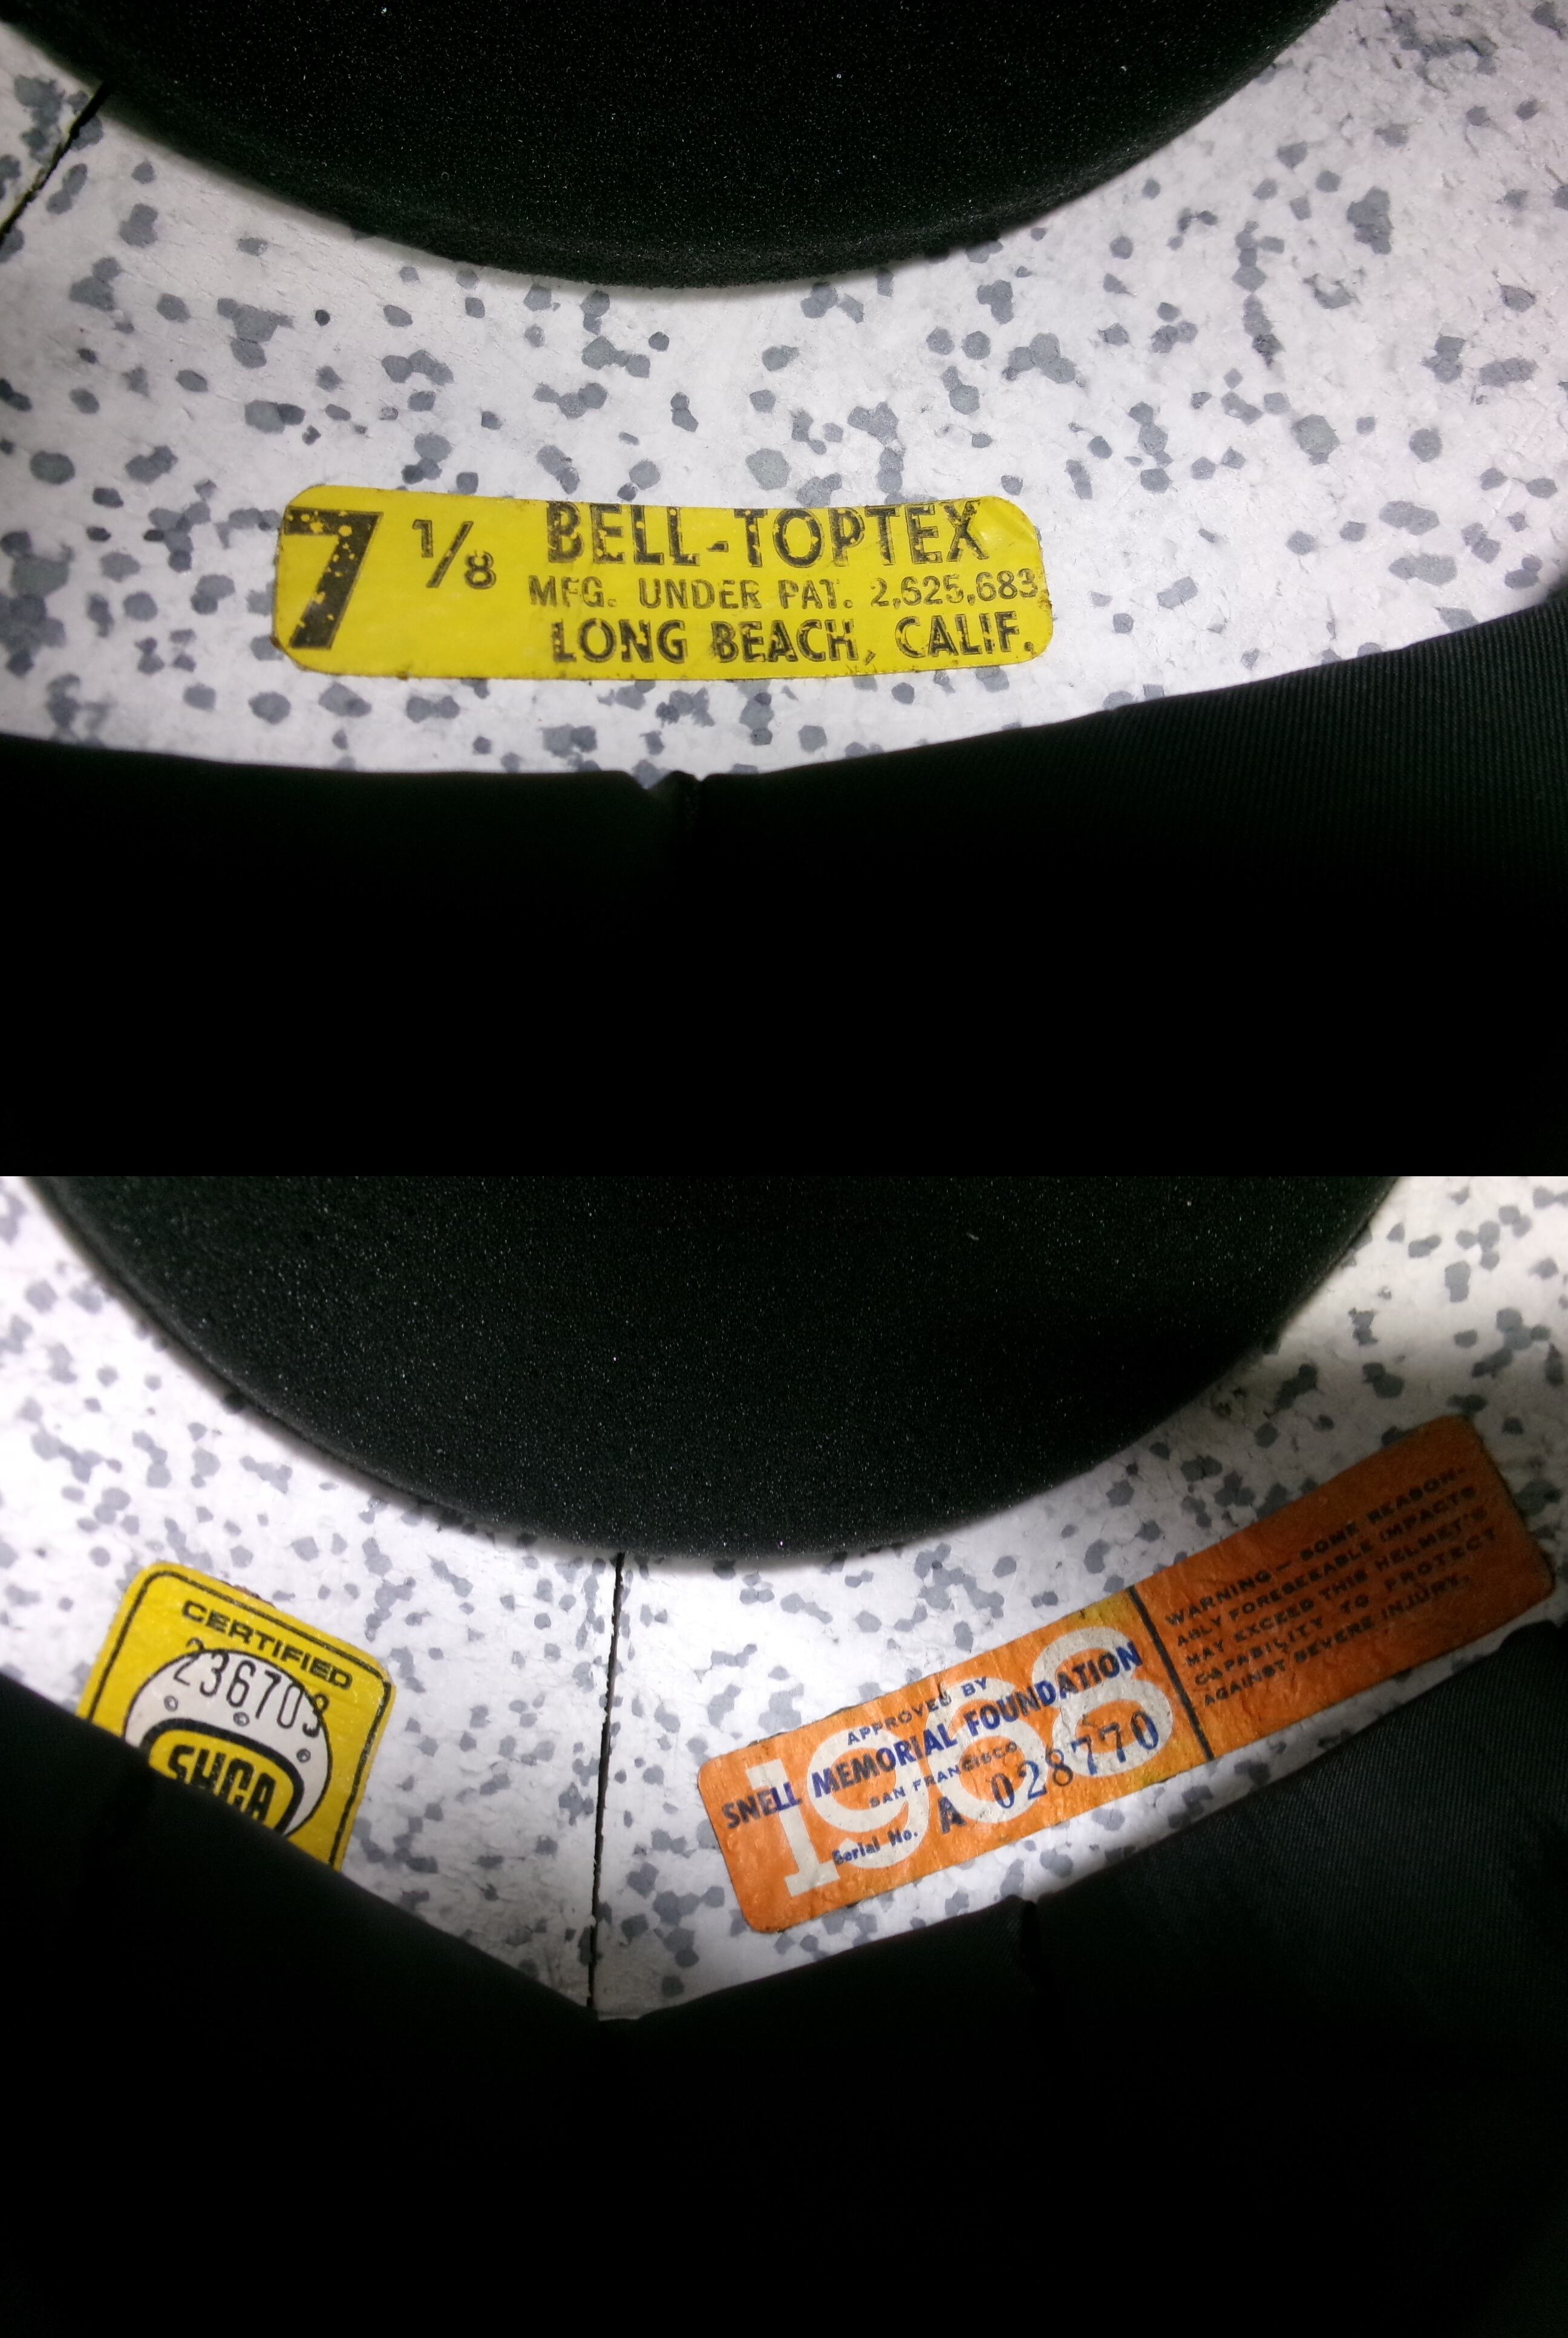 7 1/8 BELL-TOPTEX
MFG. UNDER PAT. 2,625,683
LONG BEACH, CALIF.
CERTIFIED
236703
SHCA
1968
APPROVED BY
SNELL MEMORIAL FOUNDATION
SAN FRANCISCO
Serial No. A 028770
WARNING— SOME REASON-
ABLY FORESEEABLE IMPACTS
MAY EXCEED THIS HELMET'S
CAPABILITY TO PROTECT
AGAINST SEVERE INJURY.